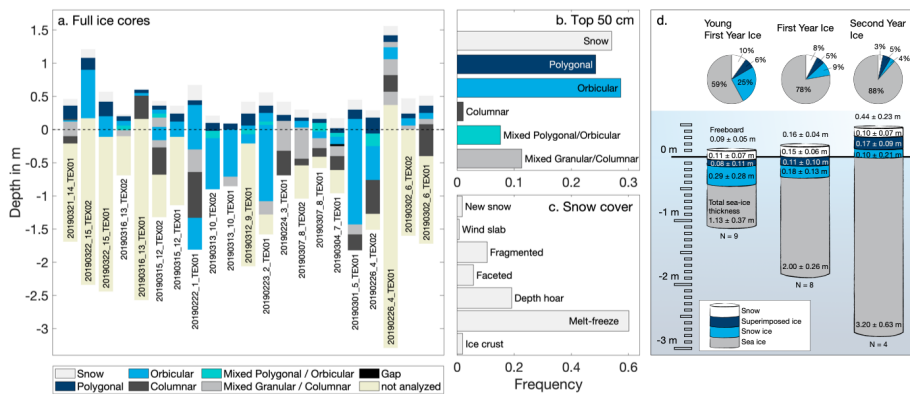 a. Full ice cores
Depth in m
1.5
1
0.5
0
-0.5
-1
-1.5
-2
-2.5
-3
20190321_14_TEX01
20190322_15_TEX02
20190322_15_TEX01
20190316_13_TEX02
20190316_13_TEX01
20190315_12_TEX02
20190315_12_TEX01
20190222_1_TEX01
20190313_10_TEX02
20190313_10_TEX01
20190312_9_TEX01
20190223_2_TEX01
20190224_3_TEX01
20190307_8_TEX02
20190307_8_TEX01
20190304_7_TEX01
20190301_5_TEX01
20190226_4_TEX02
20190226_4_TEX01
20190302_6_TEX02
20190302_6_TEX01
Snow
Orbicular
Mixed Polygonal / Orbicular
Gap
Polygonal
Columnar
Mixed Granular / Columnar
not analyzed
b. Top 50 cm
Snow
Polygonal
Orbicular
Columnar
Mixed Polygonal/Orbicular
Mixed Granular/Columnar
0
0.1
0.3
0.6
c. Snow cover
New snow
Wind slab
Fragmented
Faceted
Depth hoar
Melt-freeze
Ice crust
0
0.2
0.4
0.6
Frequency
d.
Young
First Year Ice
First Year Ice
Second Year
Ice
10%
6%
25%
59%
8%
5%
9%
78%
3%
5%
4%
88%
Freeboard
0.09 ± 0.05 m
0.16 ± 0.04 m
0.44 ± 0.23 m
0 m
-1 m
-2 m
-3 m
0.11 ± 0.07 m
0.08 ± 0.11 m
0.29 ± 0.28 m
Total sea-ice
thickness
1.13 ± 0.37 m
N = 9
0.15 ± 0.06 m
0.11 ± 0.10 m
0.18 ± 0.13 m
2.00 ± 0.26 m
N = 8
0.10 ± 0.07 m
0.17 ± 0.09 m
0.10 ± 0.21 m
3.20 ± 0.63 m
N = 4
Snow
Superimposed ice
Snow ice
Sea ice